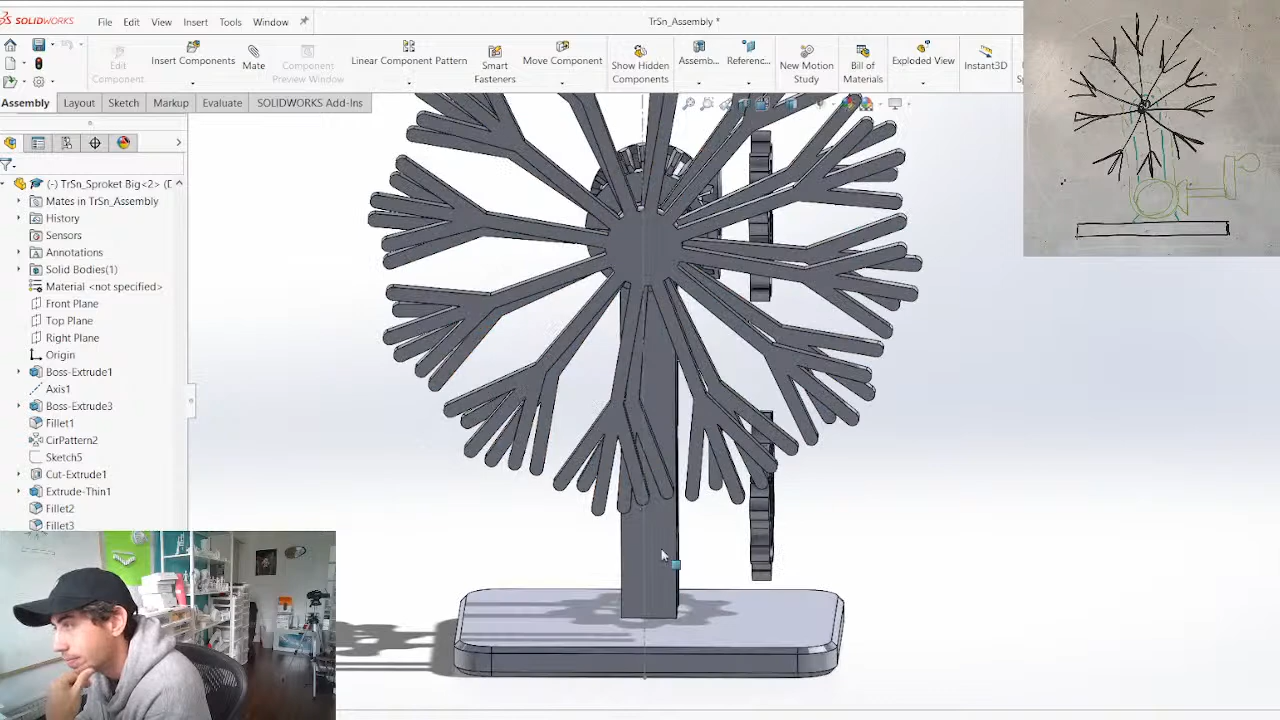 SOLIDWORKS File Edit View Insert Tools Window TrSn_Assembly *
Edit Component
Insert Components
Mate
Component Preview Window
Linear Component Pattern
Smart Fasteners
Move Component
Show Hidden Components
Assemb...
Referenc...
New Motion Study
Bill of Materials
Exploded View
Instant3D
Assembly Layout Sketch Markup Evaluate SOLIDWORKS Add-Ins
(-) TrSn_Sproket Big<2> (D
Mates in TrSn_Assembly
History
Sensors
Annotations
Solid Bodies(1)
Material <not specified>
Front Plane
Top Plane
Right Plane
Origin
Boss-Extrude1
Axis1
Boss-Extrude3
Fillet1
CirPattern2
Sketch5
Cut-Extrude1
Extrude-Thin1
Fillet2
Fillet3